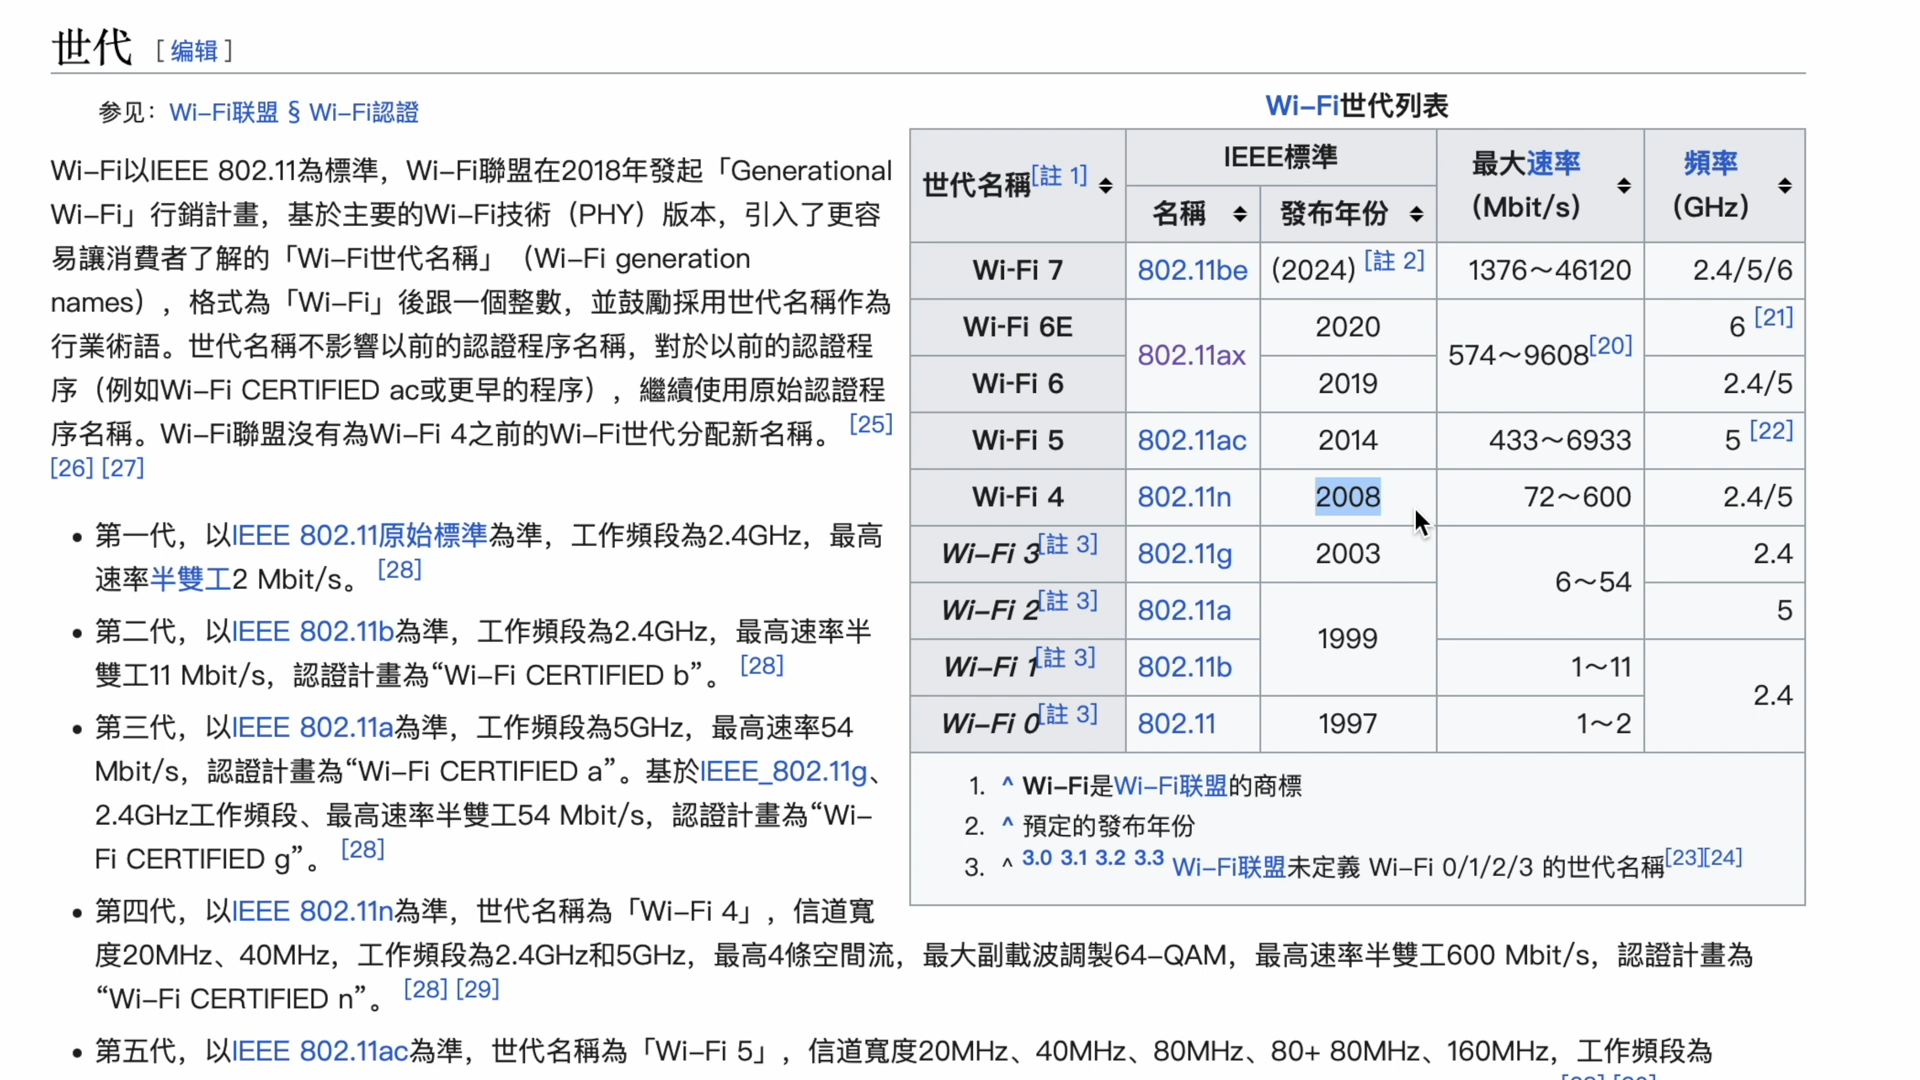 世代 [ 编辑 ]
参见：Wi–Fi联盟 § Wi–Fi認證
Wi–Fi以IEEE 802.11為標準，Wi–Fi聯盟在2018年發起「Generational
Wi–Fi」行銷計畫，基於主要的Wi–Fi技術（PHY）版本，引入了更容
易讓消費者了解的「Wi–Fi世代名稱」（Wi–Fi generation
names），格式為「Wi–Fi」後跟一個整數，並鼓勵採用世代名稱作為
行業術語。世代名稱不影響以前的認證程序名稱，對於以前的認證程
序（例如Wi–Fi CERTIFIED ac或更早的程序），繼續使用原始認證程
序名稱。Wi–Fi聯盟沒有為Wi–Fi 4之前的Wi–Fi世代分配新名稱。[25]
[26] [27]
• 第一代，以IEEE 802.11原始標準為準，工作頻段為2.4GHz，最高
速率半雙工2 Mbit/s。[28]
• 第二代，以IEEE 802.11b為準，工作頻段為2.4GHz，最高速率半
雙工11 Mbit/s，認證計畫為“Wi–Fi CERTIFIED b”。[28]
• 第三代，以IEEE 802.11a為準，工作頻段為5GHz，最高速率54
Mbit/s，認證計畫為“Wi–Fi CERTIFIED a”。基於IEEE_802.11g、
2.4GHz工作頻段、最高速率半雙工54 Mbit/s，認證計畫為“Wi–
Fi CERTIFIED g”。[28]
• 第四代，以IEEE 802.11n為準，世代名稱為「Wi–Fi 4」，信道寬
度20MHz、40MHz，工作頻段為2.4GHz和5GHz，最高4條空間流，最大副載波調製64–QAM，最高速率半雙工600 Mbit/s，認證計畫為
“Wi–Fi CERTIFIED n”。[28] [29]
• 第五代，以IEEE 802.11ac為準，世代名稱為「Wi–Fi 5」，信道寬度20MHz、40MHz、80MHz、80+ 80MHz、160MHz，工作頻段為
Wi–Fi世代列表
世代名稱[註 1] IEEE標準 最大速率 (Mbit/s) 頻率 (GHz)
名稱 發布年份
Wi-Fi 7 802.11be (2024) [註 2] 1376～46120 2.4/5/6
Wi-Fi 6E 802.11ax 2020 574～9608[20] 6 [21]
Wi-Fi 6 2019 2.4/5
Wi-Fi 5 802.11ac 2014 433～6933 5 [22]
Wi-Fi 4 802.11n 2008 72～600 2.4/5
Wi–Fi 3[註 3] 802.11g 2003 6～54 2.4
Wi–Fi 2[註 3] 802.11a 1999 5
Wi–Fi 1[註 3] 802.11b 1～11 2.4
Wi–Fi 0[註 3] 802.11 1997 1～2
1. ^ Wi–Fi是Wi–Fi联盟的商標
2. ^ 預定的發布年份
3. ^ 3.0 3.1 3.2 3.3 Wi–Fi联盟未定義 Wi–Fi 0/1/2/3 的世代名稱[23][24]